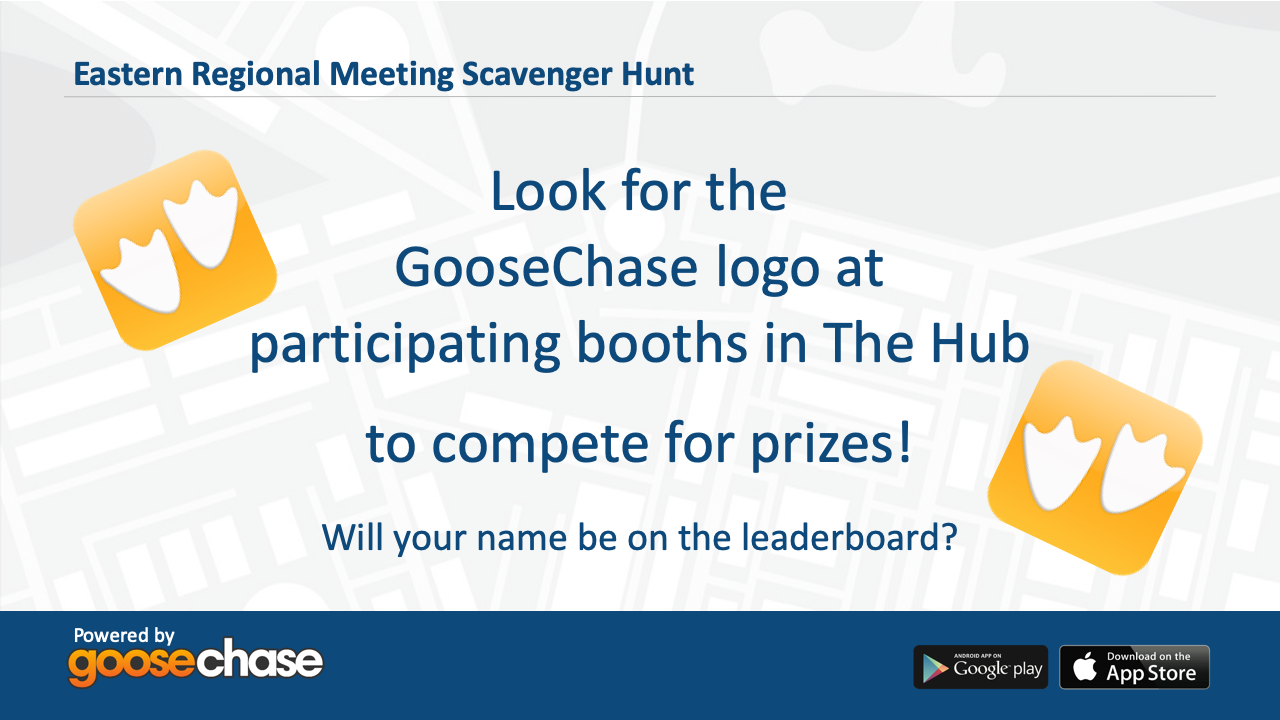 Eastern Regional Meeting Scavenger Hunt
Look for the
GooseChase logo at
participating booths in The Hub
to compete for prizes!
Will your name be on the leaderboard?
Powered by
goosechase
ANDROID APP ON
Google play
Download on the
App Store